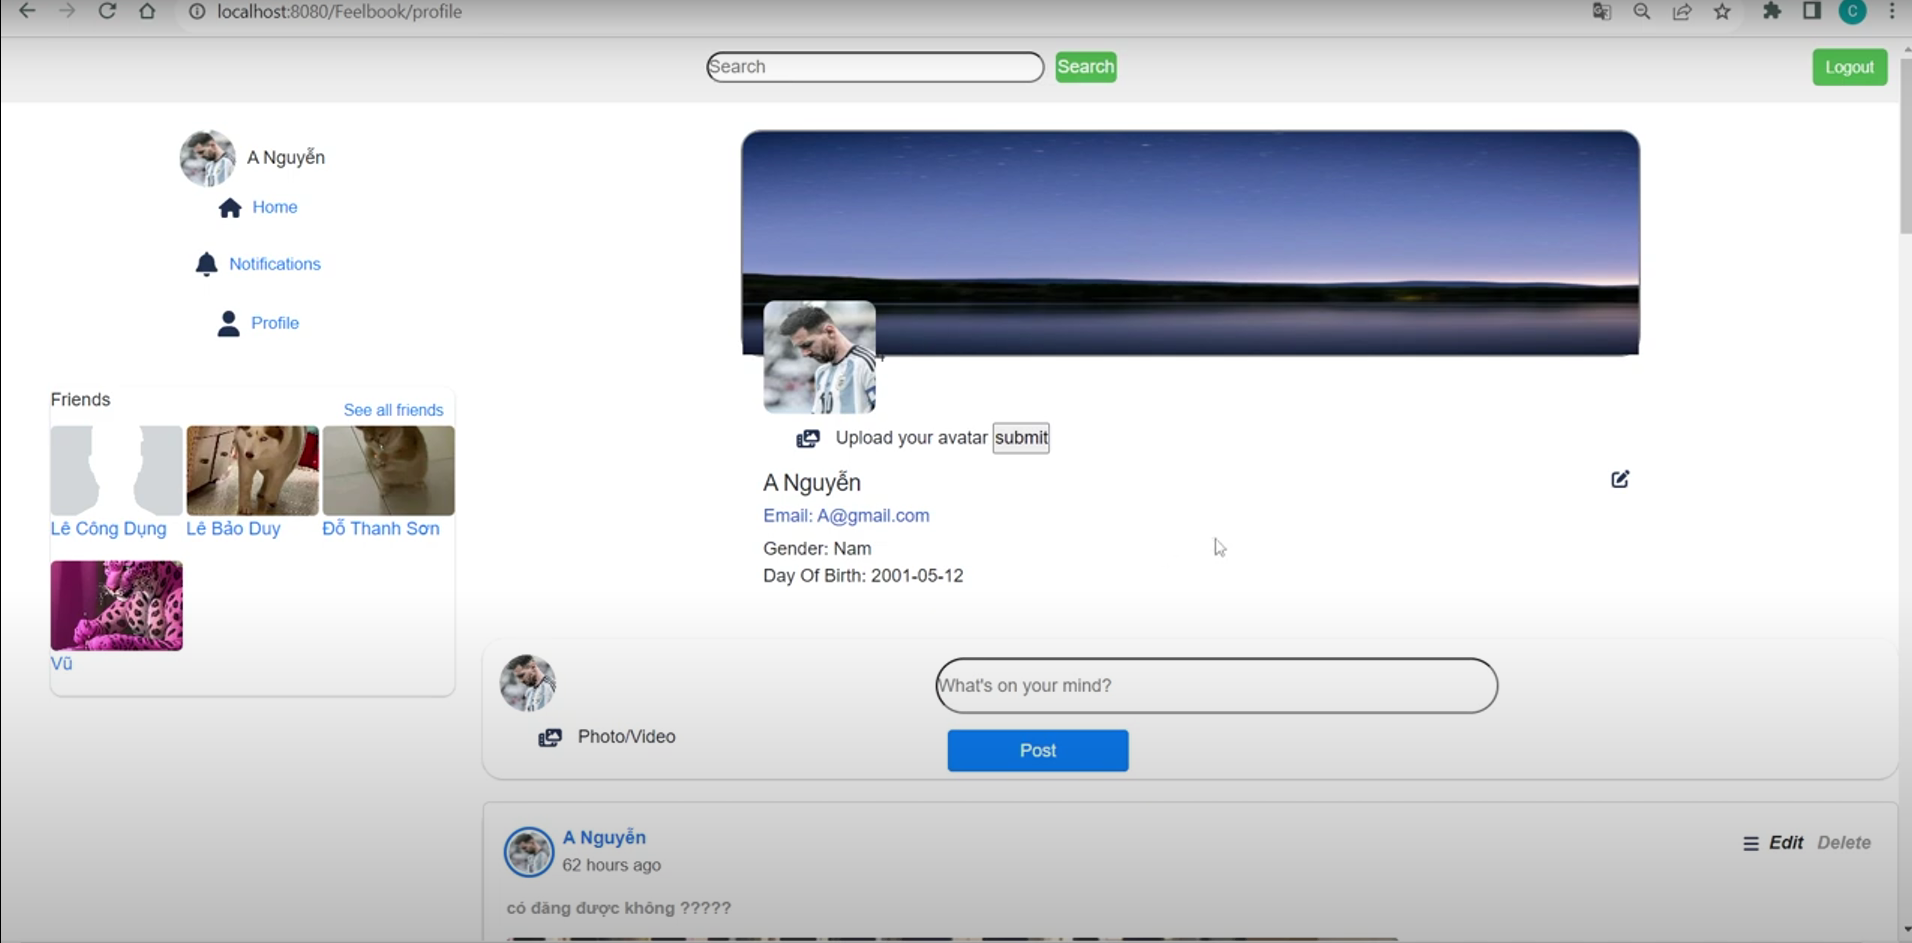 localhost:8080/Feelbook/profile
C
Search
Search
Logout
A Nguyễn
Home
Notifications
Profile
Friends
See all friends
Lê Công Dụng
Lê Bảo Duy
Đỗ Thanh Sơn
Vũ
10
Upload your avatar
submit
A Nguyễn
Email: A@gmail.com
Gender: Nam
Day Of Birth: 2001-05-12
What's on your mind?
Photo/Video
Post
A Nguyễn
62 hours ago
Edit
Delete
có đăng được không ?????